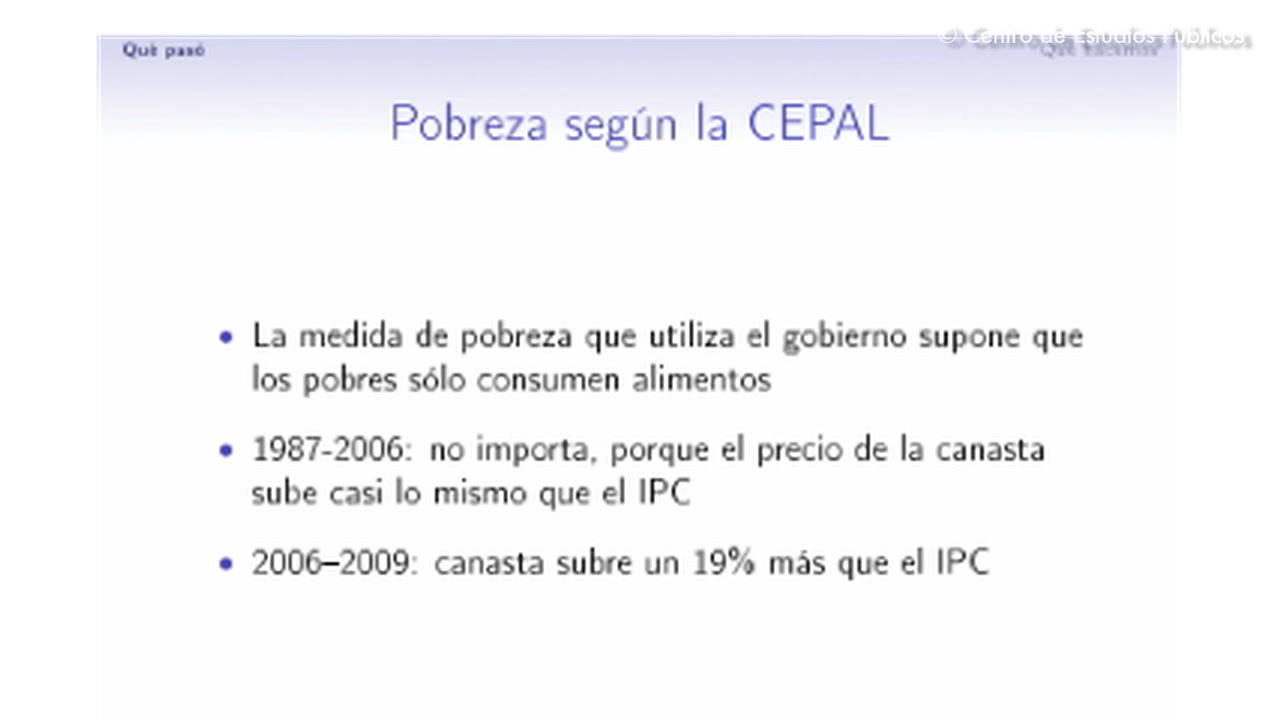 © Centro de Estudios Públicos
Qué pasó
Qué hacemos
Pobreza según la CEPAL
• La medida de pobreza que utiliza el gobierno supone que
los pobres sólo consumen alimentos
• 1987-2006: no importa, porque el precio de la canasta
sube casi lo mismo que el IPC
• 2006–2009: canasta subre un 19% más que el IPC